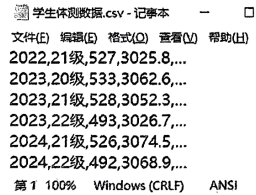 学生体测数据.csv - 记事本
文件(F) 编辑(E) 格式(O) 查看(V) 帮助(H)
2022,21级,527,3025.8,...
2023,20级,533,3062.6,...
2023,21级,528,3052.3,...
2023,22级,493,3026.7,...
2024,21级,526,3074.5,...
2024,22级,492,3068.9,...
第 1 100% Windows (CRLF) ANSI